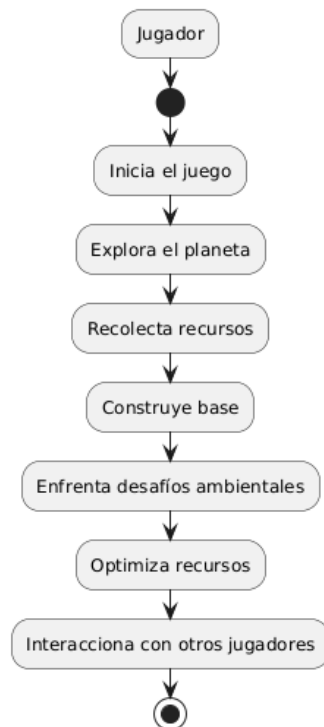 Jugador
Inicia el juego
Explora el planeta
Recolecta recursos
Construye base
Enfrenta desafíos ambientales
Optimiza recursos
Interacciona con otros jugadores